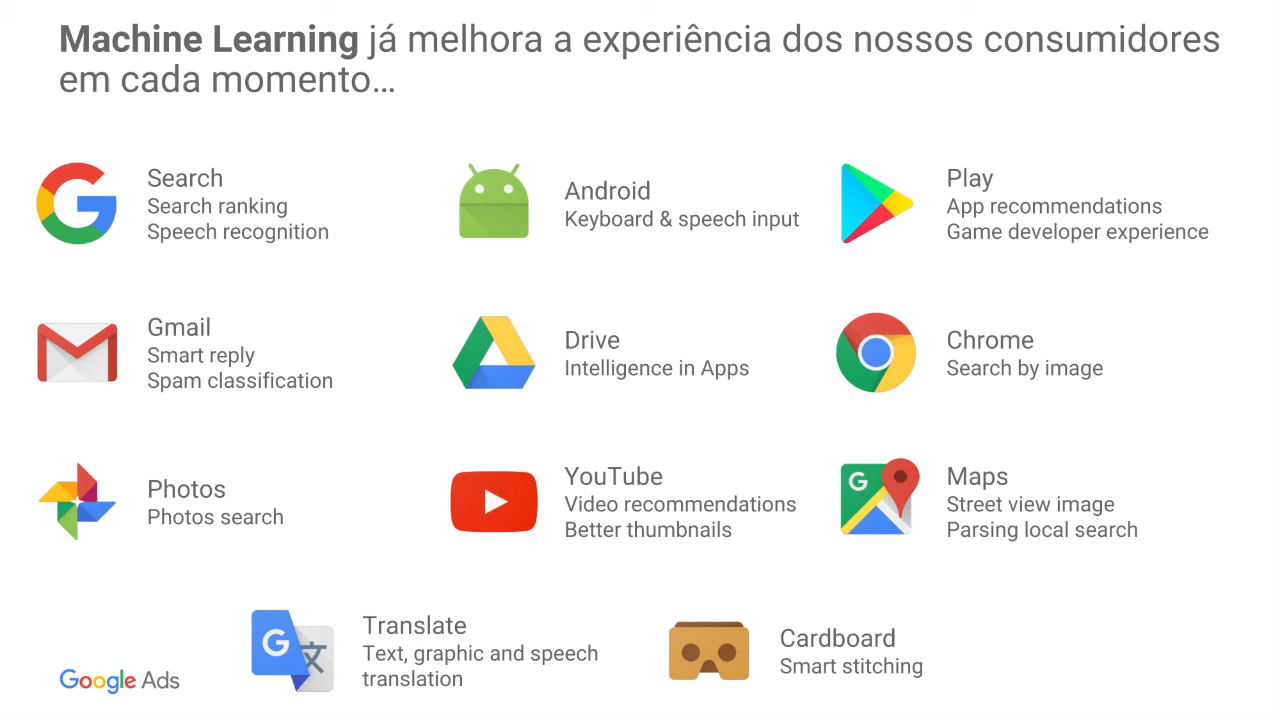 Machine Learning já melhora a experiência dos nossos consumidores
em cada momento…
Search
Search ranking
Speech recognition
Android
Keyboard & speech input
Play
App recommendations
Game developer experience
Gmail
Smart reply
Spam classification
Drive
Intelligence in Apps
Chrome
Search by image
Photos
Photos search
YouTube
Video recommendations
Better thumbnails
G
Maps
Street view image
Parsing local search
G 文
Translate
Text, graphic and speech
translation
Cardboard
Smart stitching
Google Ads